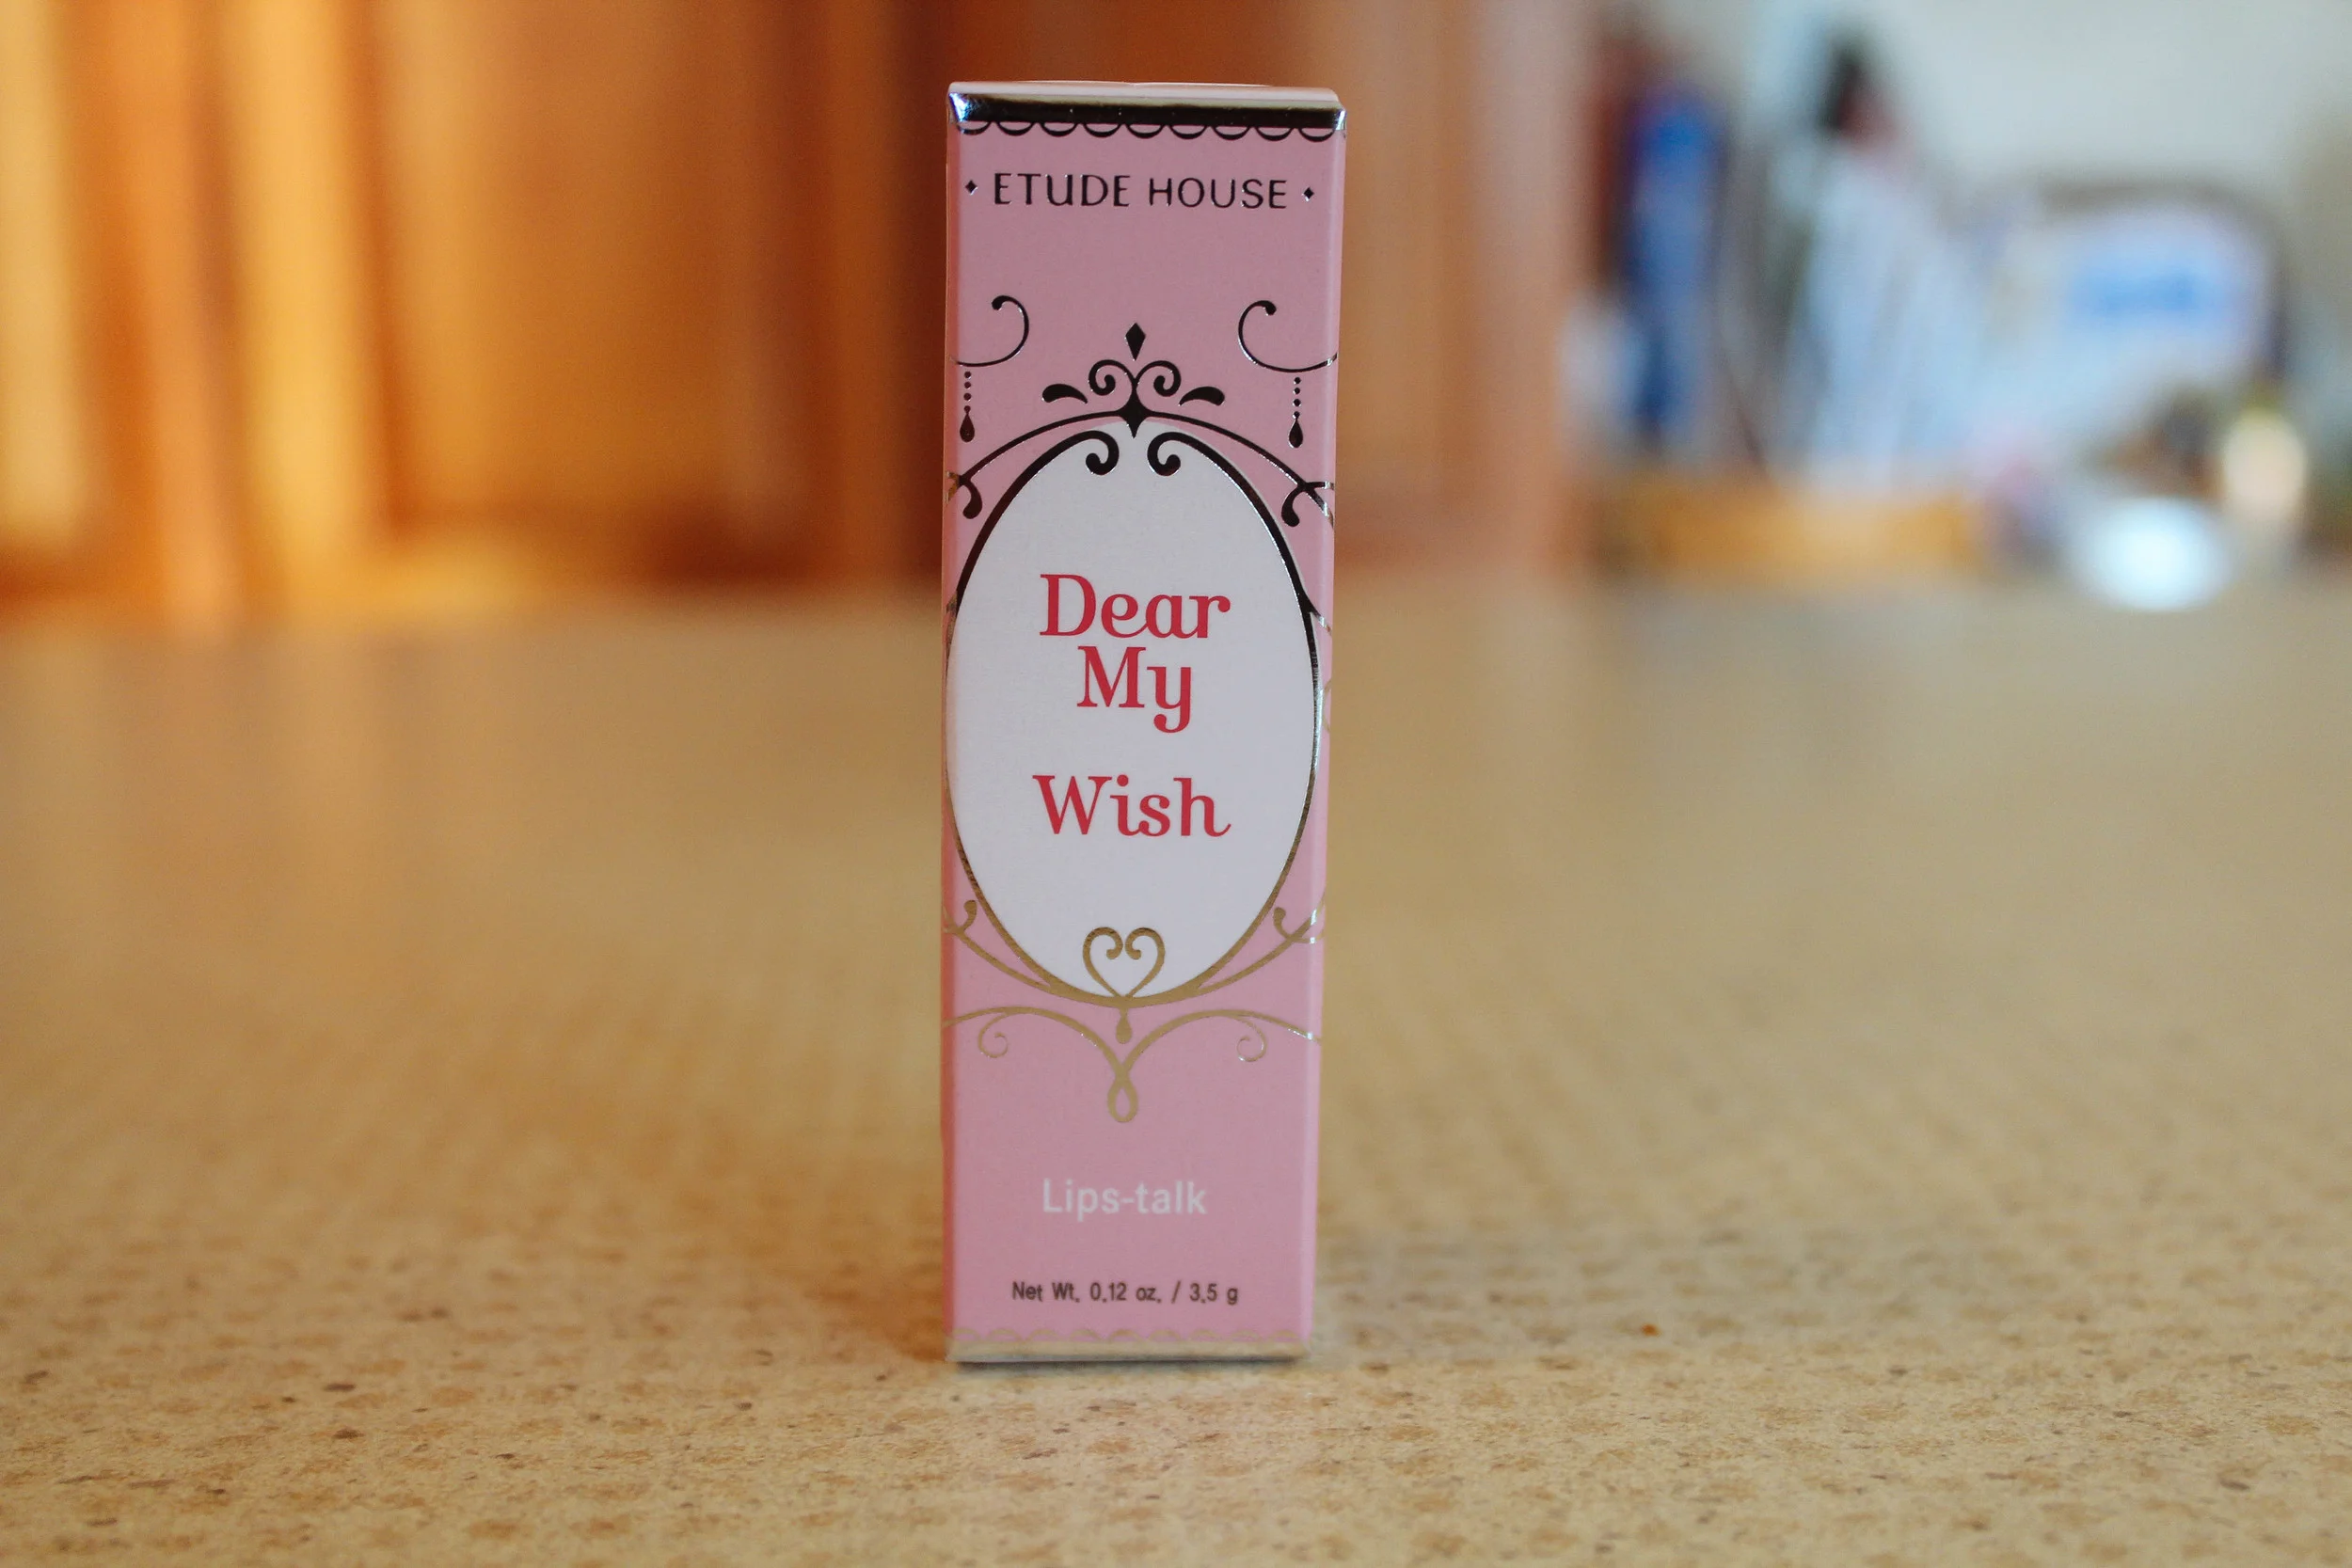 ETUDE HOUSE
Dear
My
Wish
Lips-talk
Net Wt. 0.12 oz. / 3.5 g